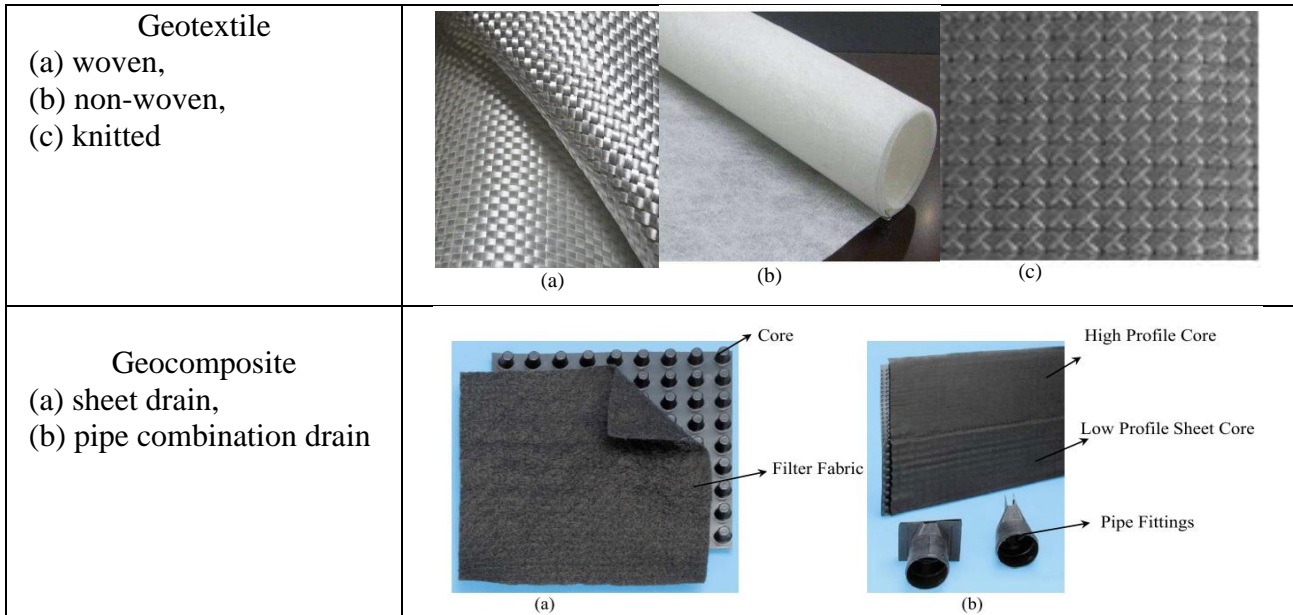 Geotextile
(a) woven,
(b) non-woven,
(c) knitted
(a)
(b)
(c)
Geocomposite
(a) sheet drain,
(b) pipe combination drain
Core
Filter Fabric
(a)
High Profile Core
Low Profile Sheet Core
Pipe Fittings
(b)